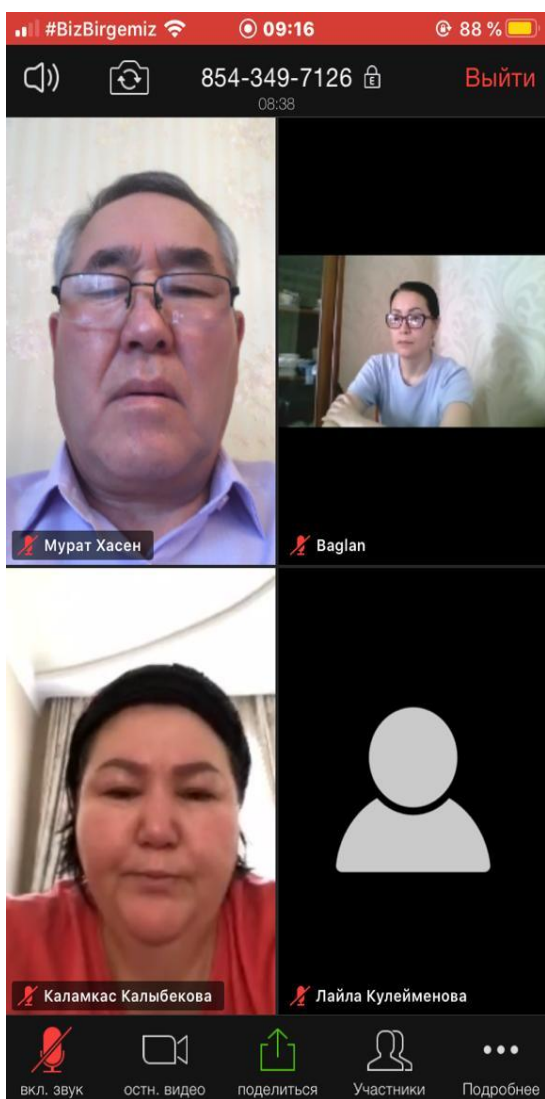 #BizBirgemiz 09:16 88 %
854-349-7126 Выйти
08:38
Мурат Хасен
Baglan
Каламкас Калыбекова
Лайла Кулейменова
вкл. звук остн. видео поделиться Участники Подробнее